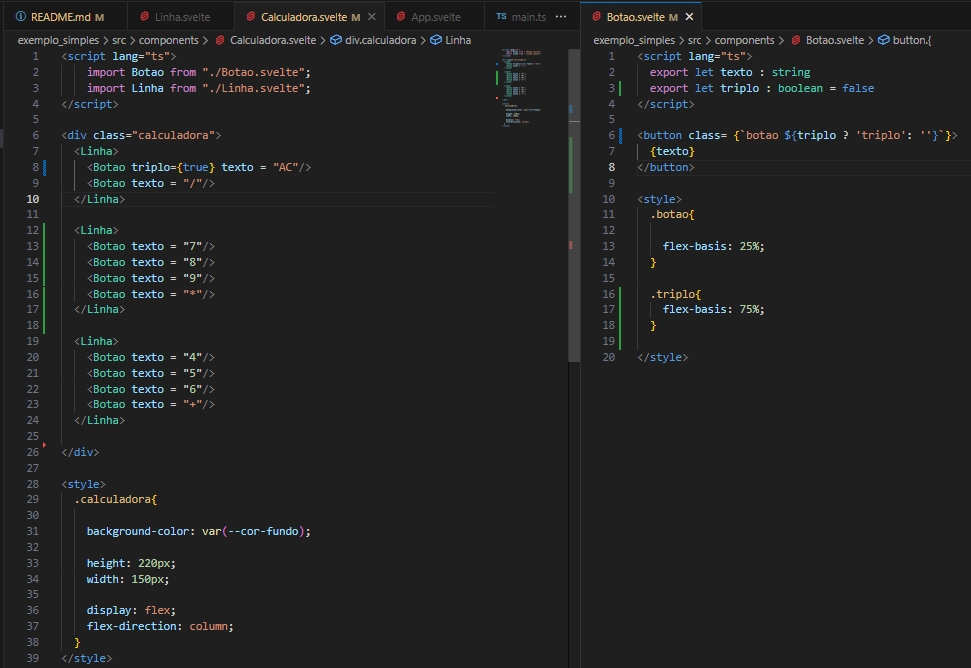 README.md M
Linha.svelte
Calculadora.svelte M
App.svelte
TS main.ts
exemplo_simples > src > components > Calculadora.svelte > div.calculadora > Linha
1 <script lang="ts">
2 import Botao from "./Botao.svelte";
3 import Linha from "./Linha.svelte";
4 </script>
5
6 <div class="calculadora">
7 <Linha>
8 <Botao triplo={true} texto = "AC"/>
9 <Botao texto = "/"/>
10 </Linha>
11
12 <Linha>
13 <Botao texto = "7"/>
14 <Botao texto = "8"/>
15 <Botao texto = "9"/>
16 <Botao texto = "*"/>
17 </Linha>
18
19 <Linha>
20 <Botao texto = "4"/>
21 <Botao texto = "5"/>
22 <Botao texto = "6"/>
23 <Botao texto = "+"/>
24 </Linha>
25
26 </div>
27
28 <style>
29 .calculadora{
30
31 background-color: var(--cor-fundo);
32
33 height: 220px;
34 width: 150px;
35
36 display: flex;
37 flex-direction: column;
38 }
39 </style>
Botao.svelte M
exemplo_simples > src > components > Botao.svelte > button.{
1 <script lang="ts">
2 export let texto : string
3 export let triplo : boolean = false
4 </script>
5
6 <button class= {`botao ${triplo ? 'triplo': ''}`}>
7 {texto}
8 </button>
9
10 <style>
11 .botao{
12
13 flex-basis: 25%;
14 }
15
16 .triplo{
17 flex-basis: 75%;
18 }
19
20 </style>